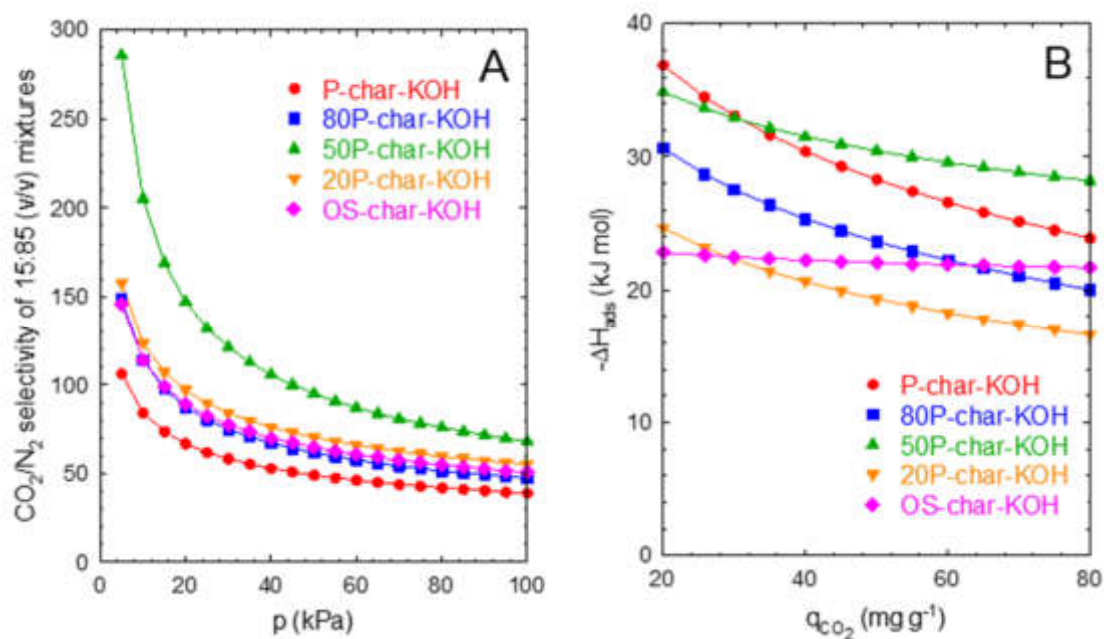 A
CO2/N2 selectivity of 15:85 (v/v) mixtures
300
250
200
150
100
50
0
P-char-KOH
80P-char-KOH
50P-char-KOH
20P-char-KOH
OS-char-KOH
0 20 40 60 80 100
p (kPa)
B
-ΔHads (kJ mol)
40
30
20
10
0
P-char-KOH
80P-char-KOH
50P-char-KOH
20P-char-KOH
OS-char-KOH
20 40 60 80
qCO2 (mg g-1)